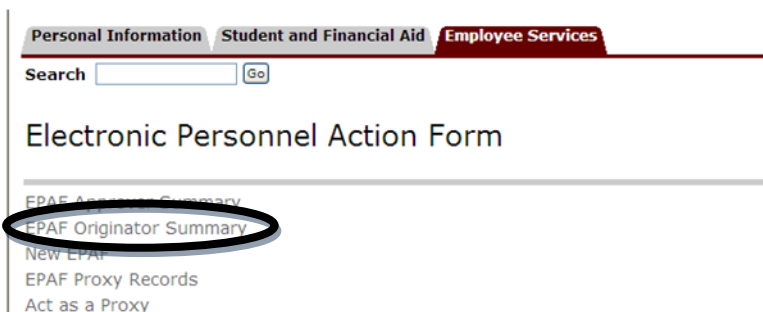 Personal Information Student and Financial Aid Employee Services
Search Go
Electronic Personnel Action Form
EPAF Approver Summary
EPAF Originator Summary
New EPAF
EPAF Proxy Records
Act as a Proxy